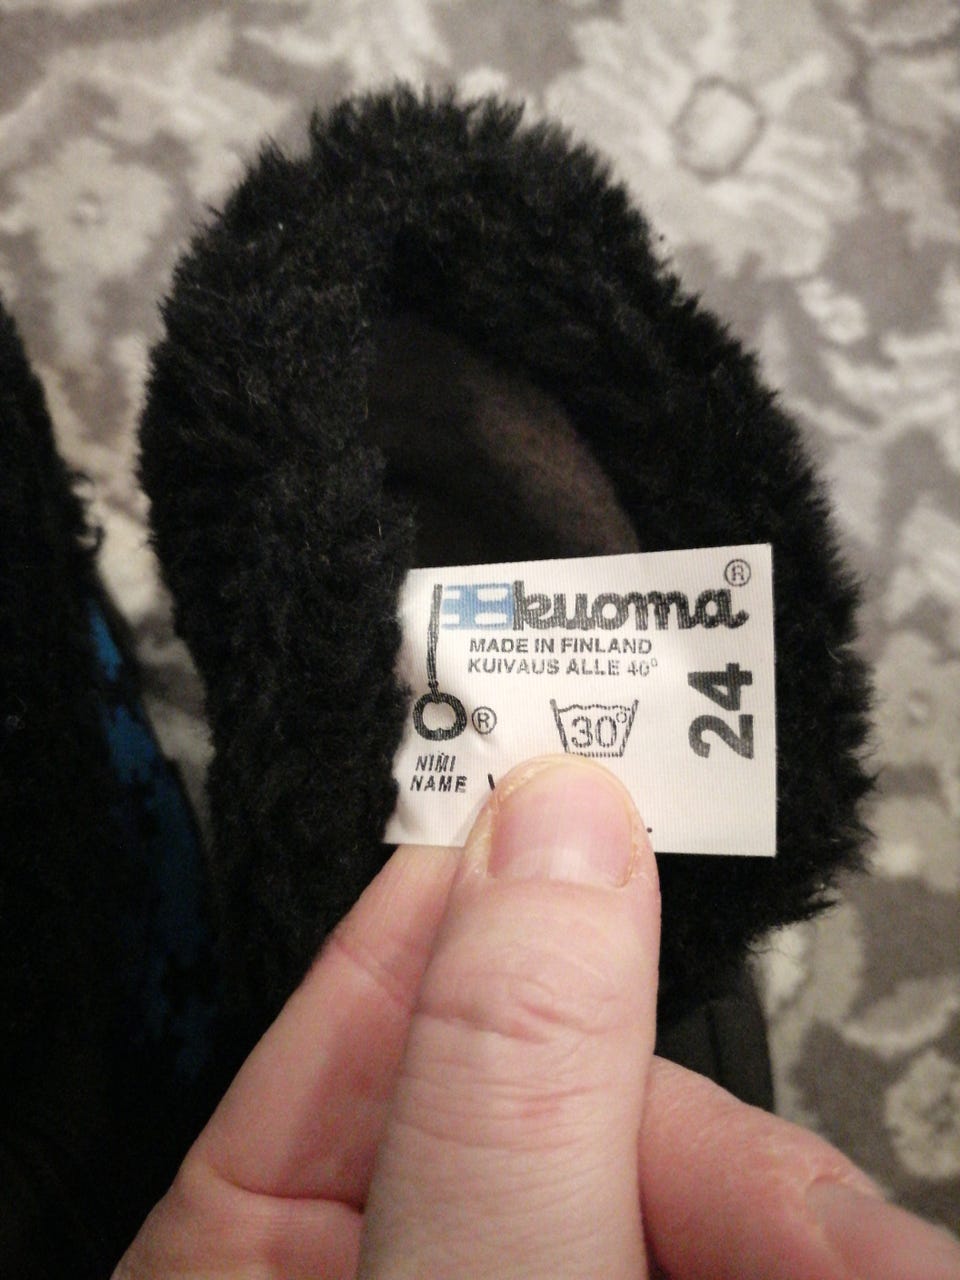 kuoma®
MADE IN FINLAND
KUIVAUS ALLE 40°
®
30°
24
NIMI
NAME